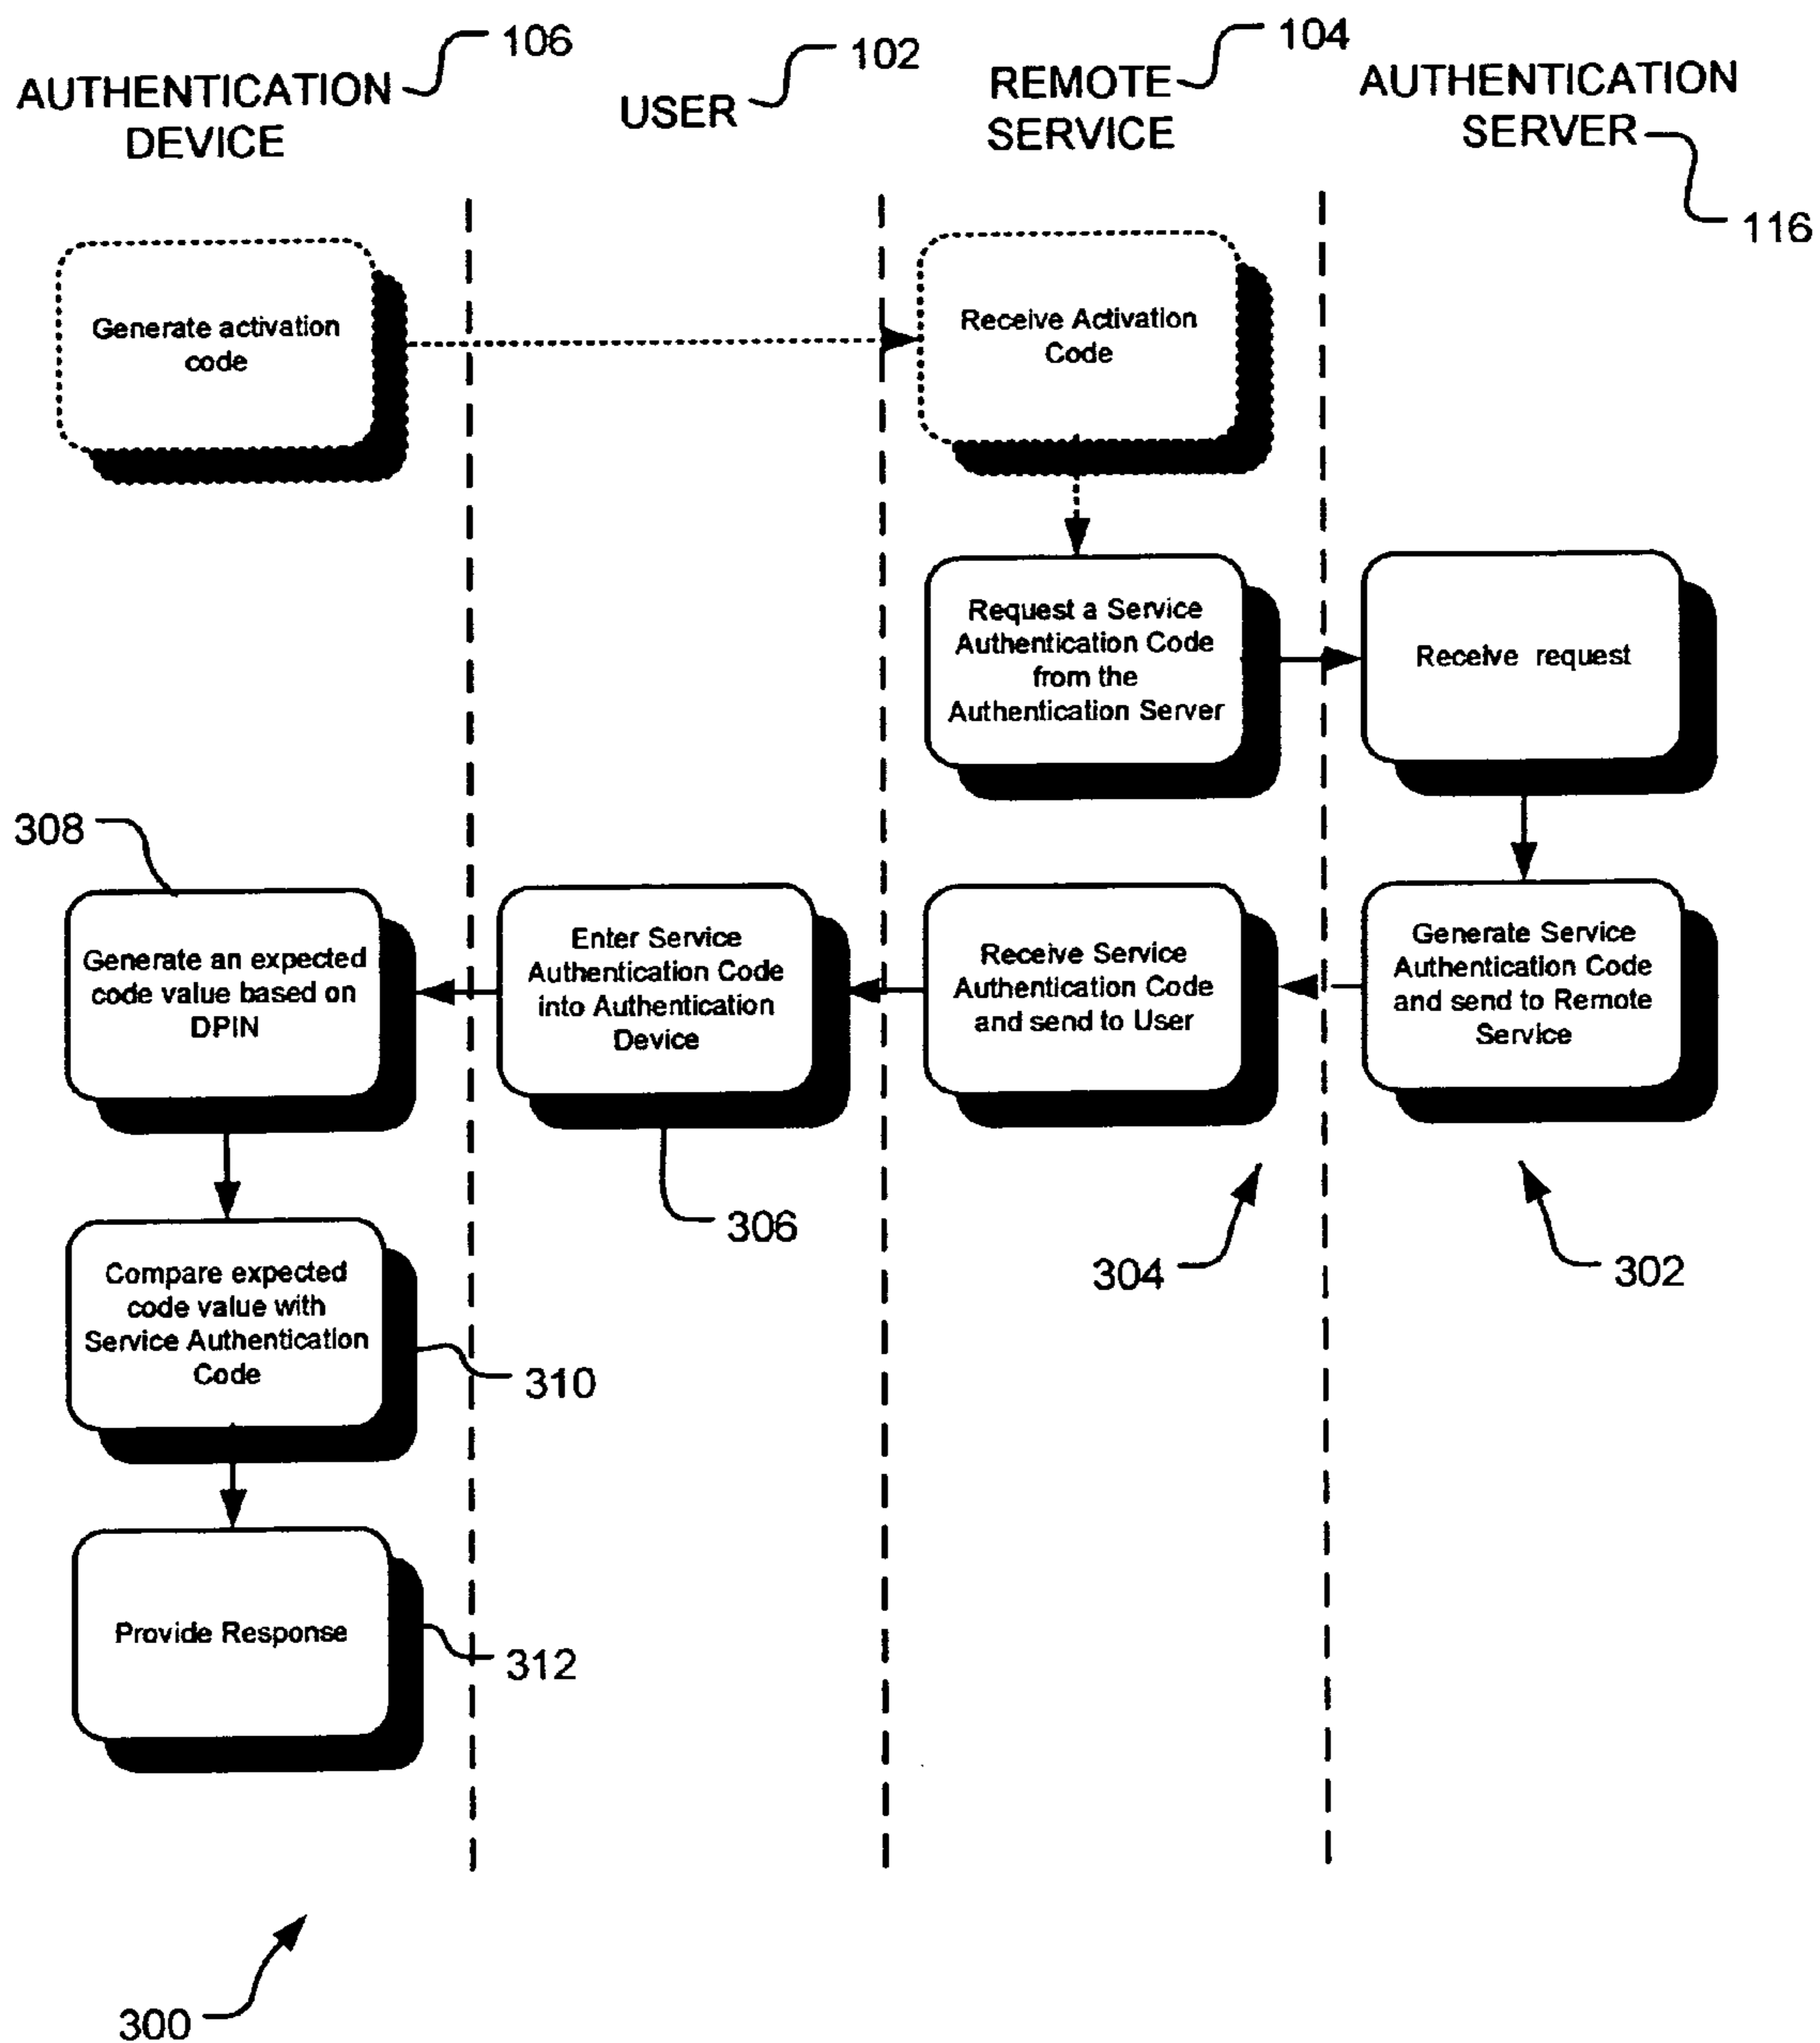 106
AUTHENTICATION
DEVICE
102
USER
104
REMOTE
SERVICE
AUTHENTICATION
SERVER
116
Generate activation
code
Receive Activation
Code
Request a Service
Authentication Code
from the
Authentication Server
Receive request
308
Generate an expected
code value based on
DPIN
Enter Service
Authentication Code
into Authentication
Device
Receive Service
Authentication Code
and send to User
Generate Service
Authentication Code
and send to Remote
Service
306
304
302
Compare expected
code value with
Service Authentication
Code
310
Provide Response
312
300